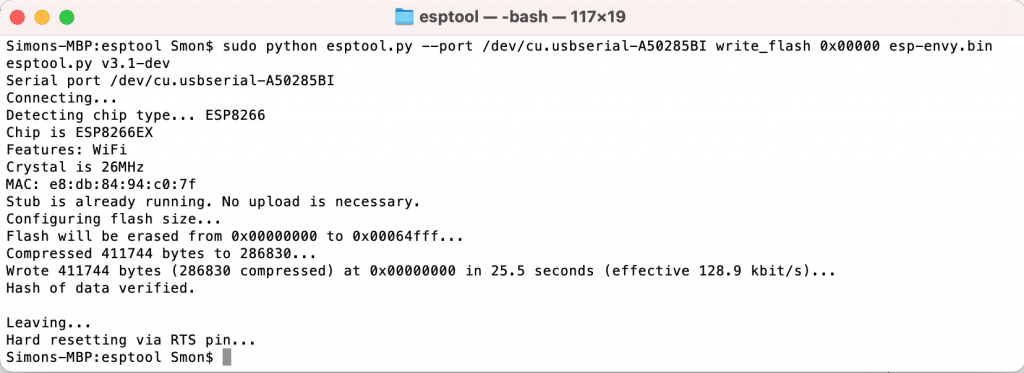 esptool — -bash — 117×19
Simons-MBP:esptool Smon$ sudo python esptool.py --port /dev/cu.usbserial-A50285BI write_flash 0x00000 esp-envy.bin
esptool.py v3.1-dev
Serial port /dev/cu.usbserial-A50285BI
Connecting...
Detecting chip type... ESP8266
Chip is ESP8266EX
Features: WiFi
Crystal is 26MHz
MAC: e8:db:84:94:c0:7f
Stub is already running. No upload is necessary.
Configuring flash size...
Flash will be erased from 0x00000000 to 0x00064fff...
Compressed 411744 bytes to 286830...
Wrote 411744 bytes (286830 compressed) at 0x00000000 in 25.5 seconds (effective 128.9 kbit/s)...
Hash of data verified.
Leaving...
Hard resetting via RTS pin...
Simons-MBP:esptool Smon$